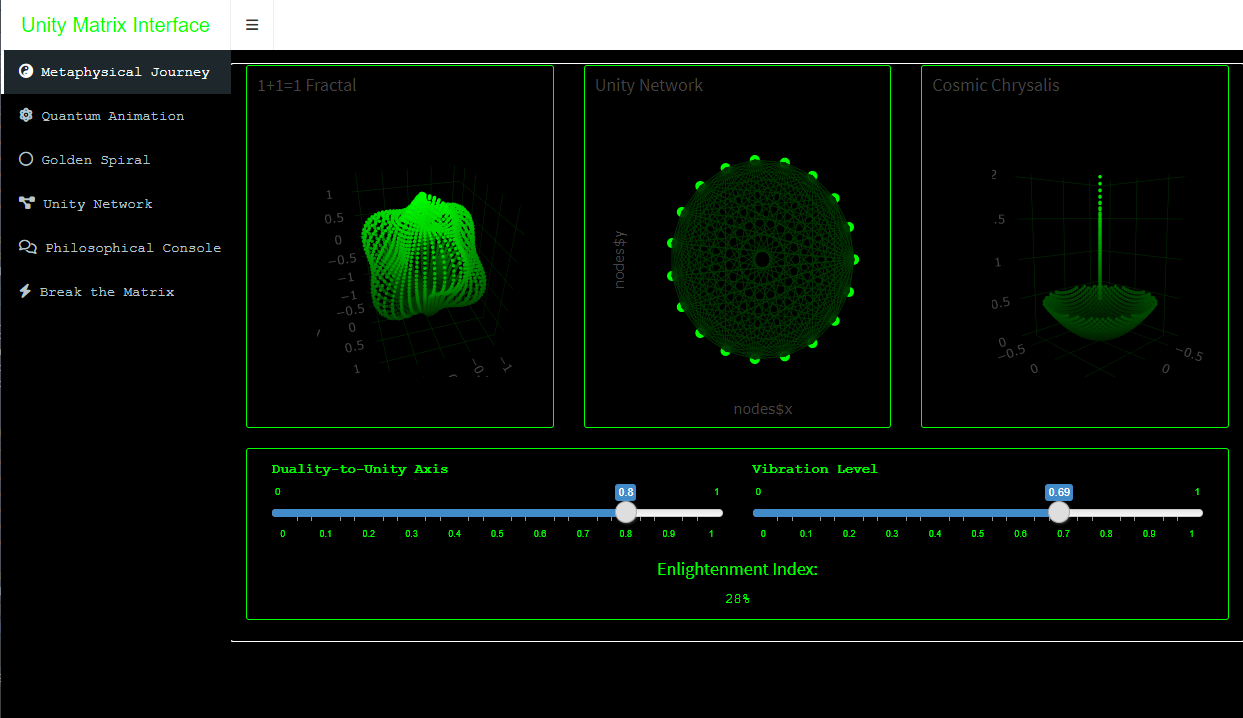 Unity Matrix Interface
Metaphysical Journey
Quantum Animation
Golden Spiral
Unity Network
Philosophical Console
Break the Matrix
1+1=1 Fractal
1
0.5
0
−0.5
−1
−1
−0.5
0
0.5
1
−1
Unity Network
nodes$y
nodes$x
Cosmic Chrysalis
2
.5
1
0.5
0
−0.5
0
0
−0.5
Duality-to-Unity Axis
0 0.8 1
0 0.1 0.2 0.3 0.4 0.5 0.6 0.7 0.8 0.9 1
Vibration Level
0 0.69 1
0 0.1 0.2 0.3 0.4 0.5 0.6 0.7 0.8 0.9 1
Enlightenment Index:
28%